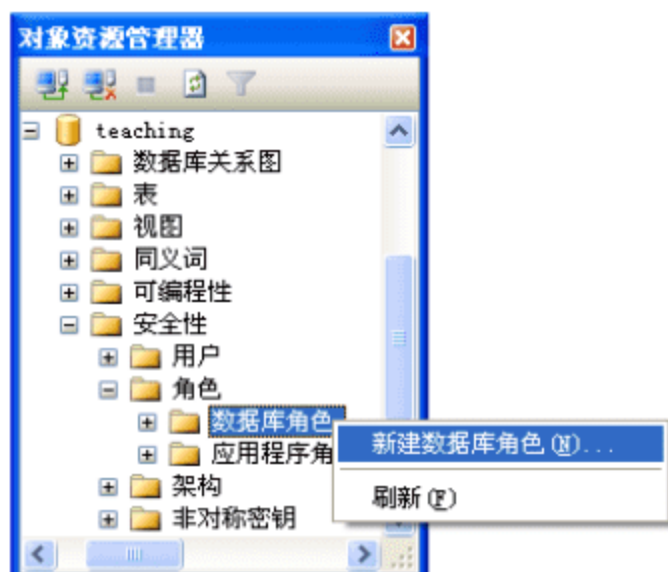 对象资源管理器
teaching
数据库关系图
表
视图
同义词
可编程性
安全性
用户
角色
数据库角色
新建数据库角色(N)...
应用程序角
刷新(F)
架构
非对称密钥